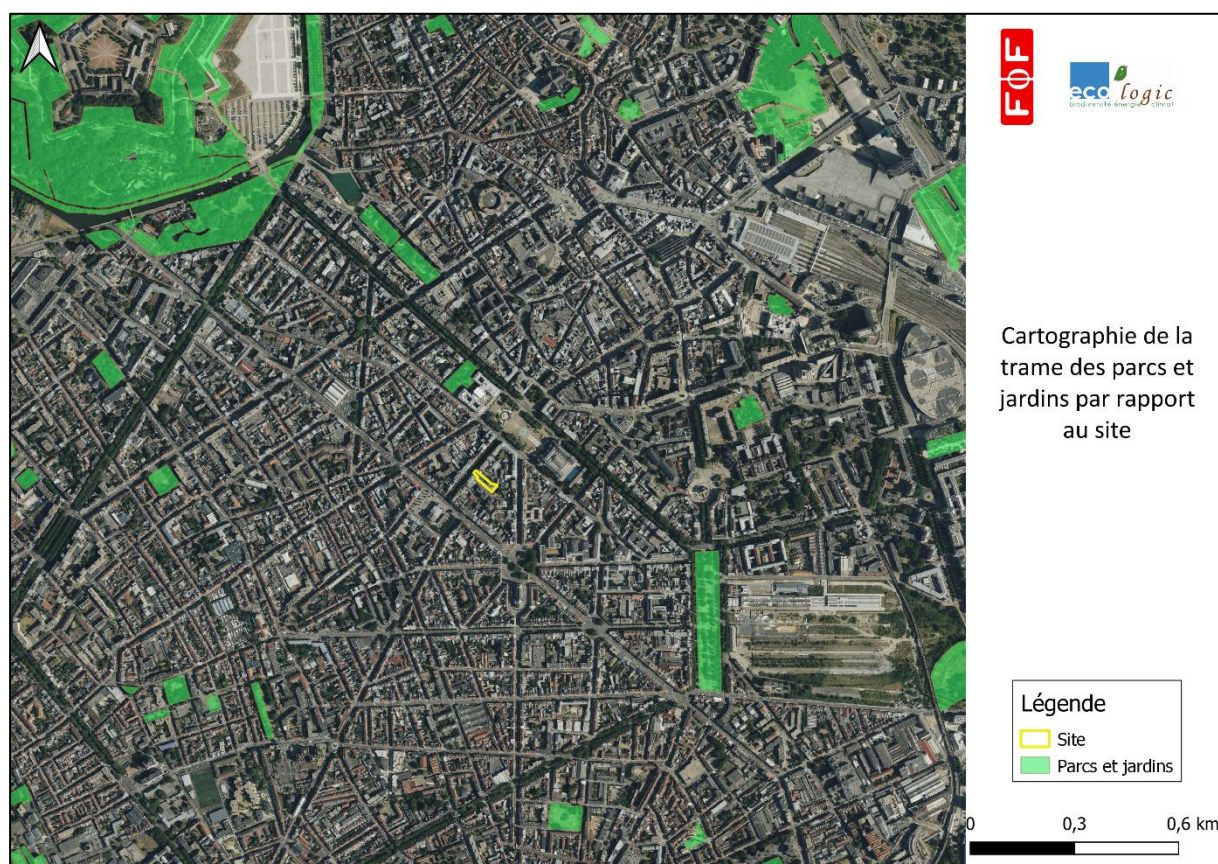 FOF
eco logic
biodiversité énergie climat
Cartographie de la
trame des parcs et
jardins par rapport
au site
Légende
Site
Parcs et jardins
0 0,3 0,6 km